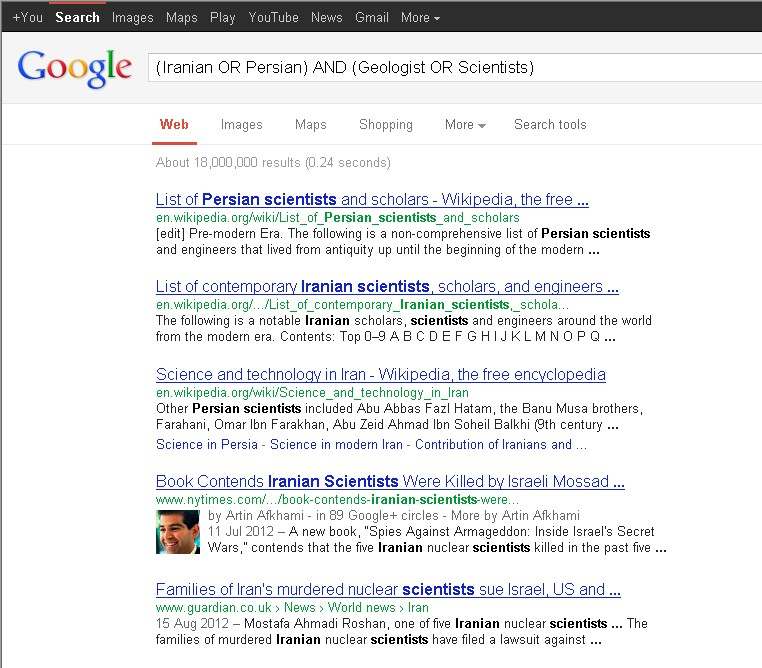 +You Search Images Maps Play YouTube News Gmail More
Google
(Iranian OR Persian) AND (Geologist OR Scientists)
Web Images Maps Shopping More Search tools
About 18,000,000 results (0.24 seconds)
List of Persian scientists and scholars - Wikipedia, the free ...
en.wikipedia.org/wiki/List_of_Persian_scientists_and_scholars
[edit] Pre-modern Era. The following is a non-comprehensive list of Persian scientists
and engineers that lived from antiquity up until the beginning of the modern ...
List of contemporary Iranian scientists, scholars, and engineers ...
en.wikipedia.org/.../List_of_contemporary_Iranian_scientists,_schola...
The following is a notable Iranian scholars, scientists and engineers around the world
from the modern era. Contents: Top 0–9 A B C D E F G H I J K L M N O P Q ...
Science and technology in Iran - Wikipedia, the free encyclopedia
en.wikipedia.org/wiki/Science_and_technology_in_Iran
Other Persian scientists included Abu Abbas Fazl Hatam, the Banu Musa brothers,
Farahani, Omar Ibn Farakhan, Abu Zeid Ahmad Ibn Soheil Balkhi (9th century ...
Science in Persia - Science in modern Iran - Contribution of Iranians and ...
Book Contends Iranian Scientists Were Killed by Israeli Mossad ...
www.nytimes.com/.../book-contends-iranian-scientists-were...
by Artin Afkhami - in 89 Google+ circles - More by Artin Afkhami
11 Jul 2012 – A new book, "Spies Against Armageddon: Inside Israel's Secret
Wars," contends that the five Iranian nuclear scientists killed in the past five ...
Families of Iran's murdered nuclear scientists sue Israel, US and ...
www.guardian.co.uk › News › World news › Iran
15 Aug 2012 – Mostafa Ahmadi Roshan, one of five Iranian nuclear scientists ... The
families of murdered Iranian nuclear scientists have filed a lawsuit against ...